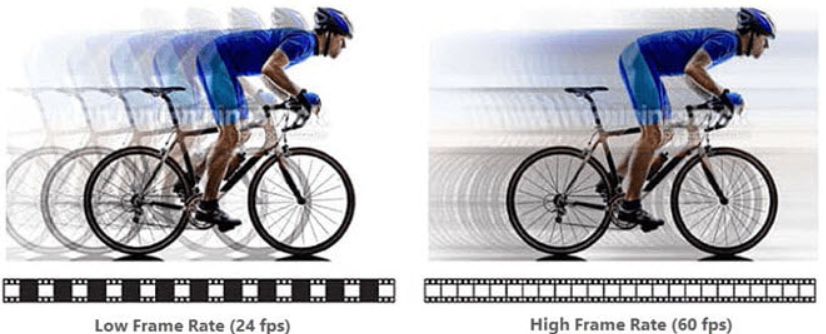 Low Frame Rate (24 fps)
High Frame Rate (60 fps)